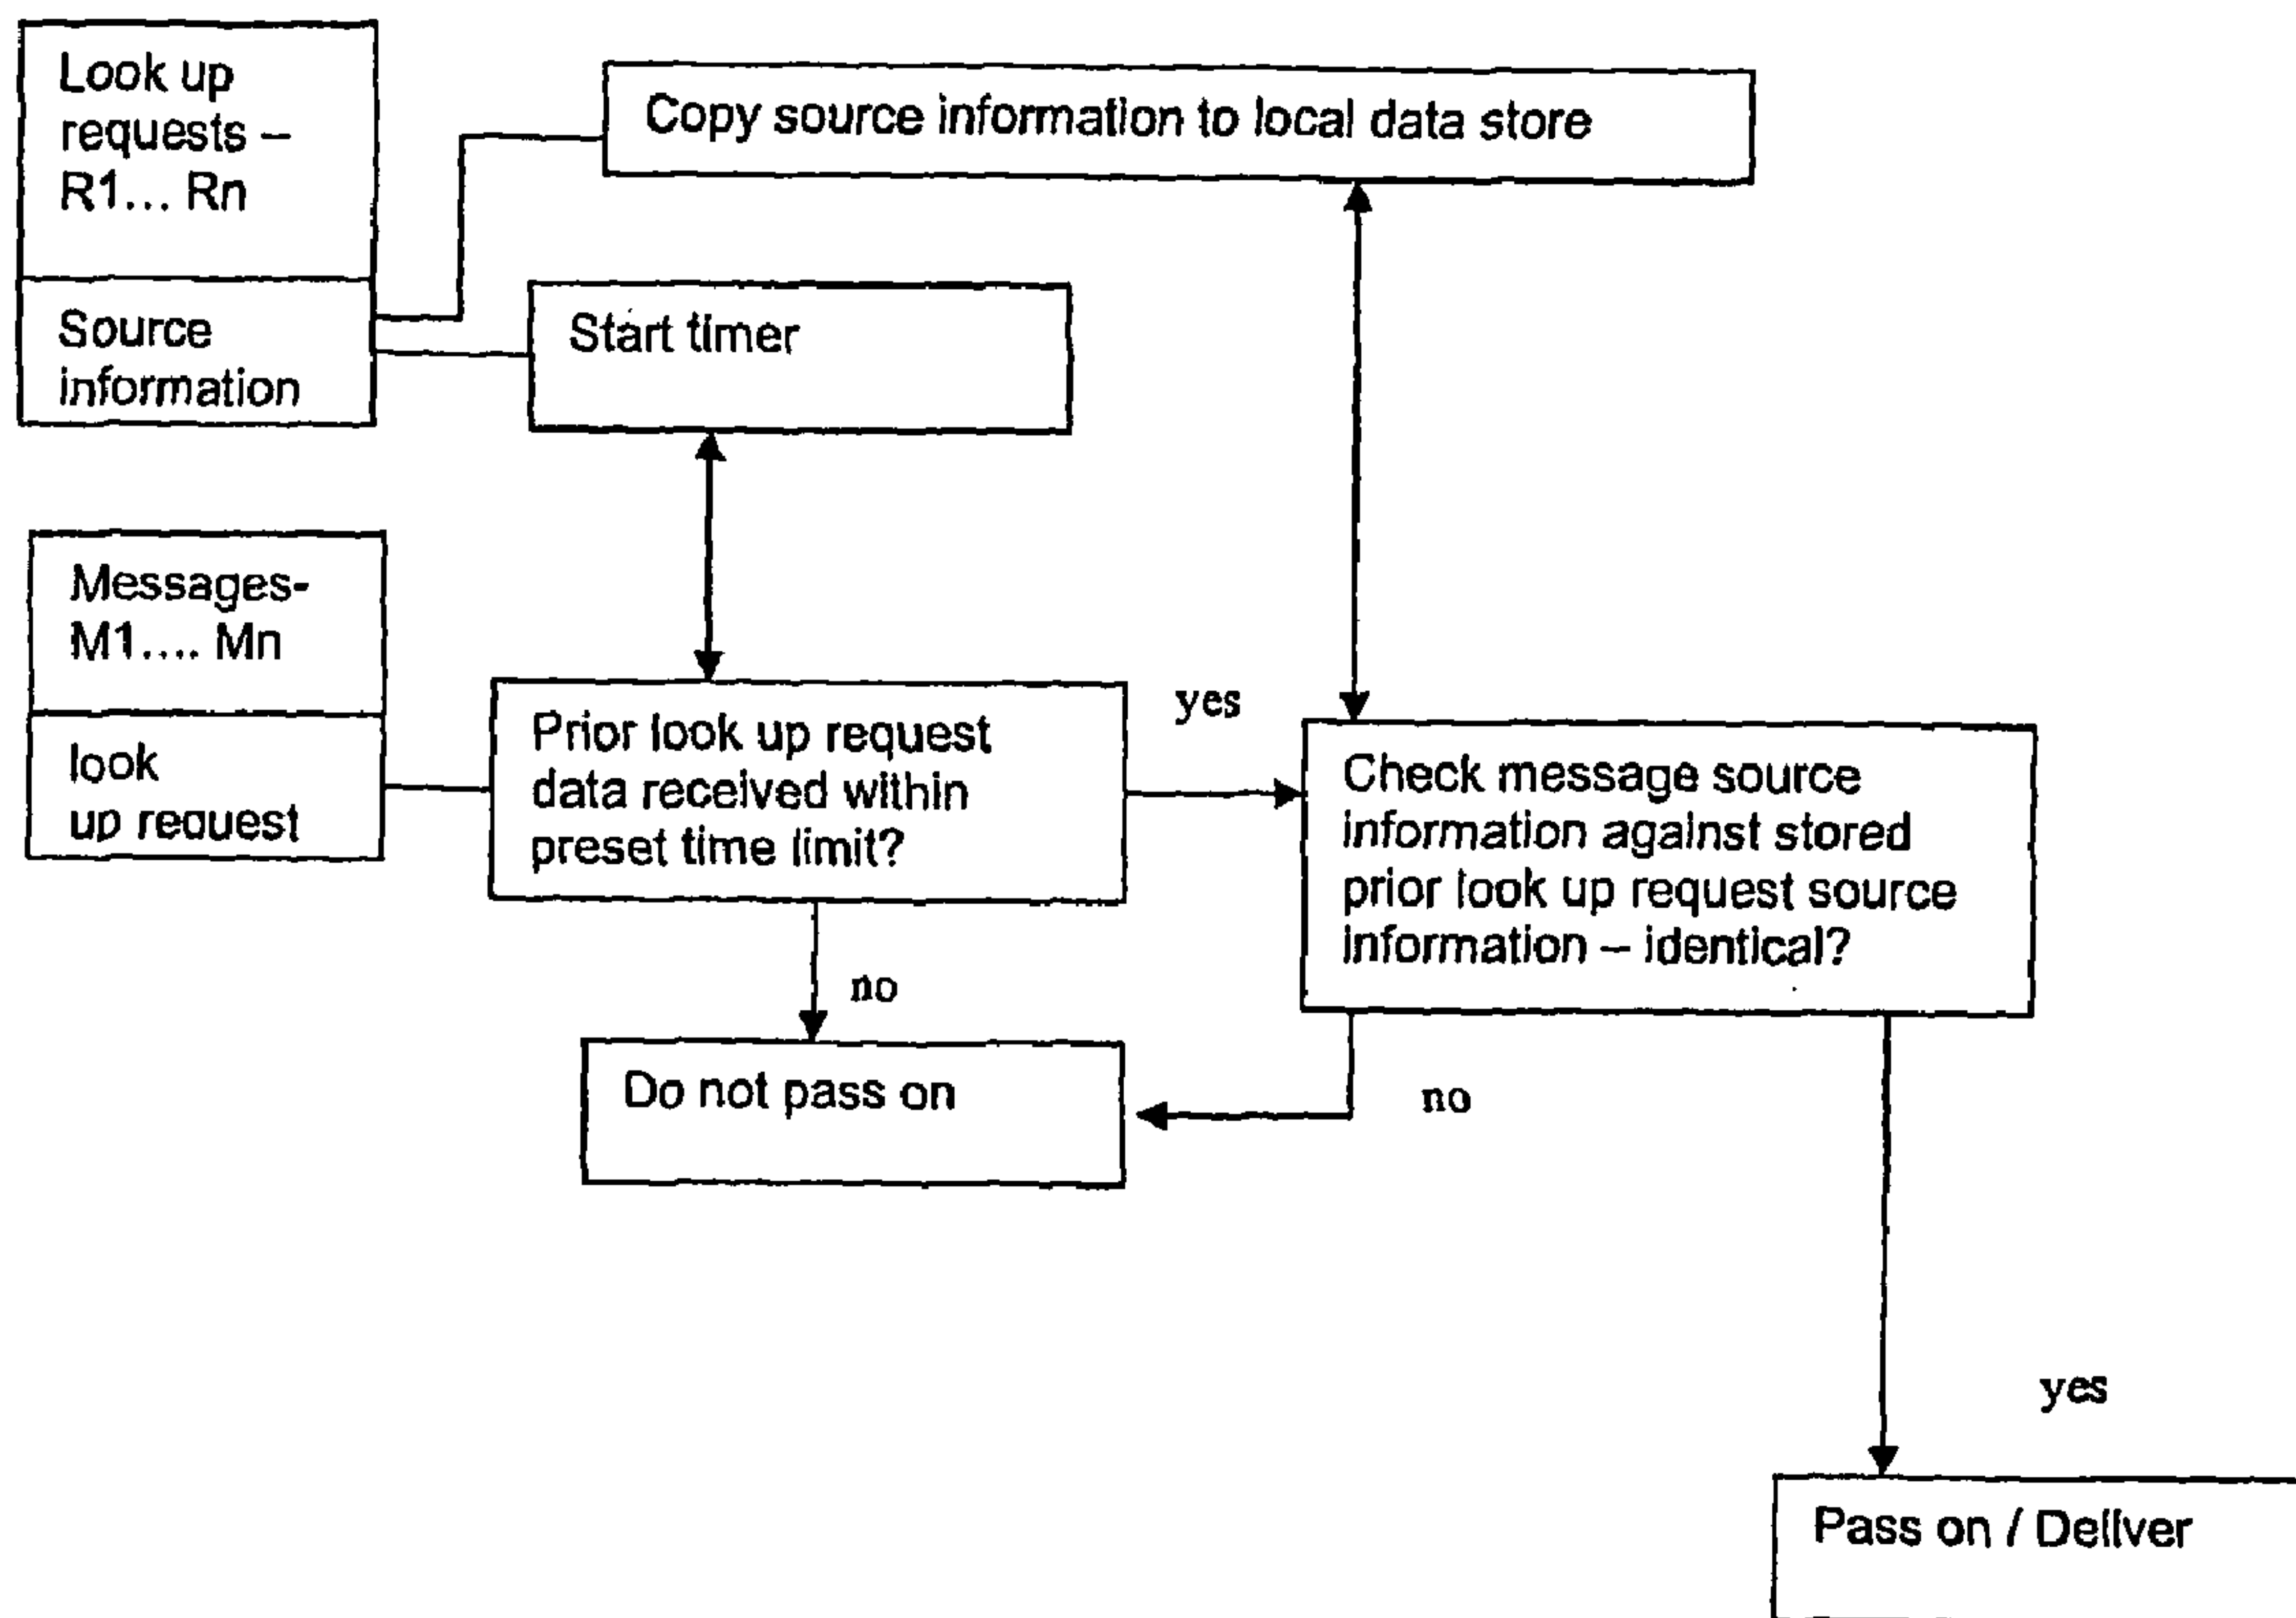 Look up
requests –
R1... Rn
Copy source information to local data store
Source
information
Start timer
Messages-
M1.... Mn
look
up request
Prior look up request
data received within
preset time limit?
yes
Check message source
information against stored
prior look up request source
information – identical?
no
Do not pass on
no
yes
Pass on / Deliver